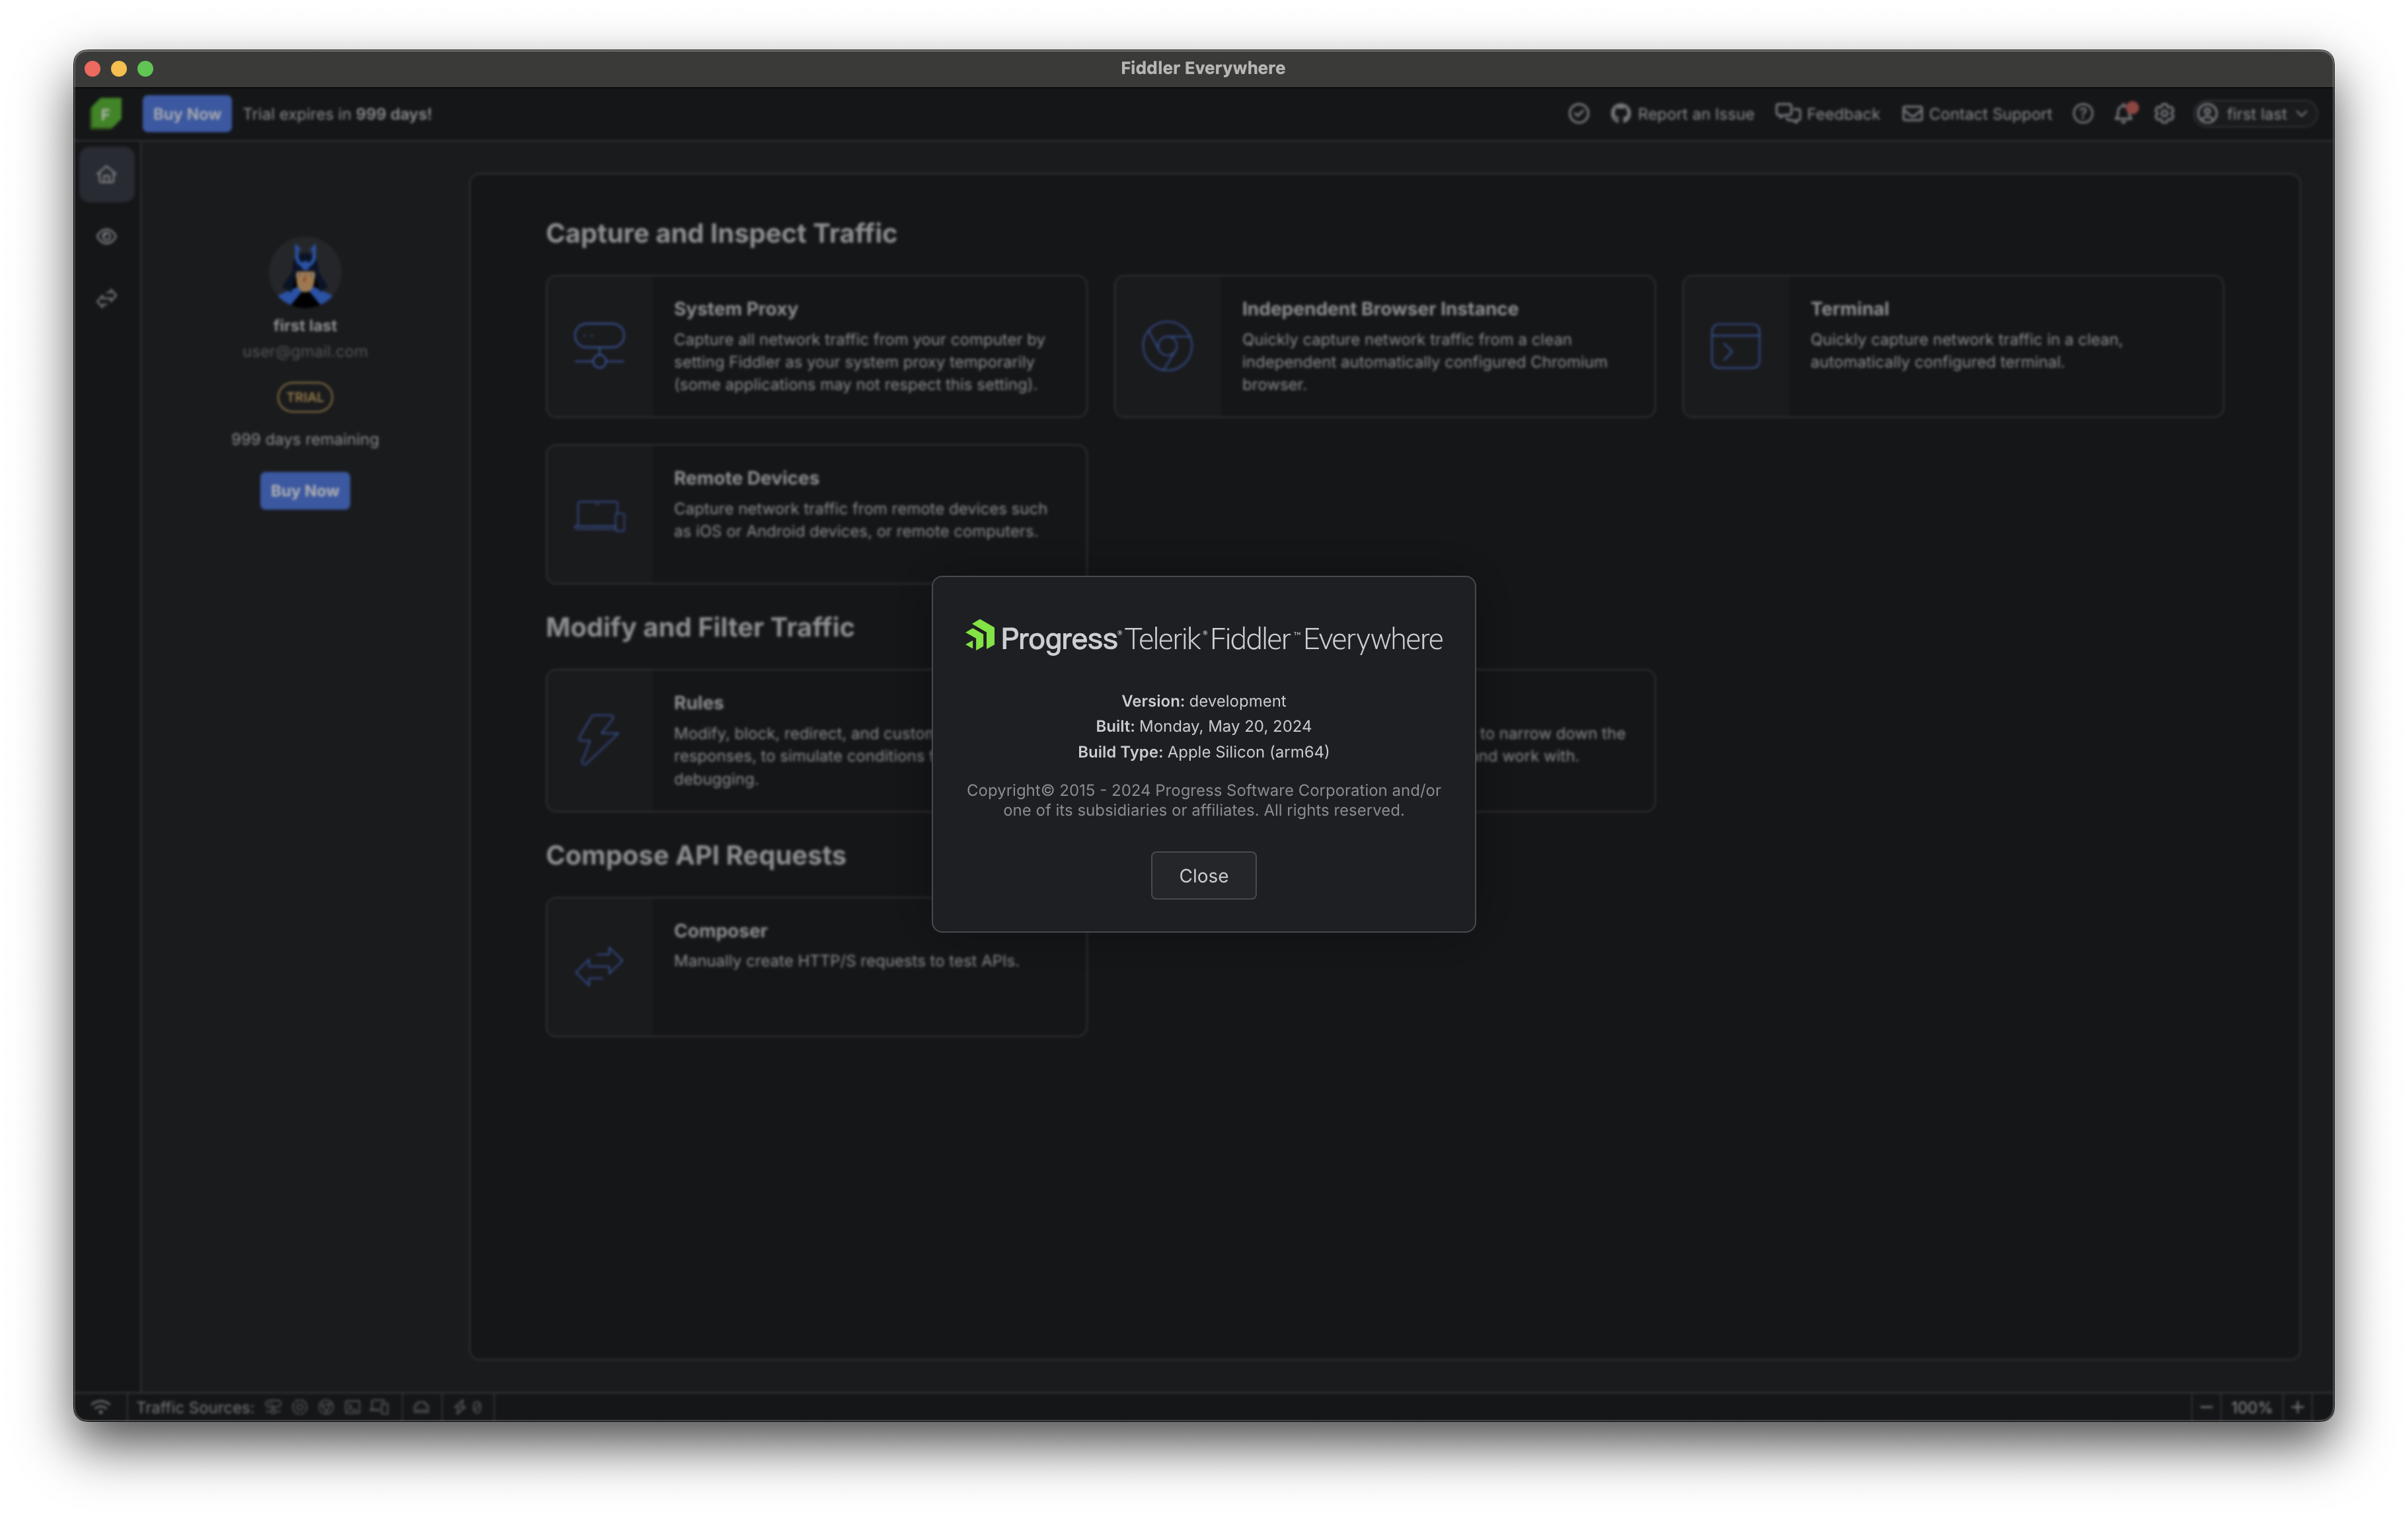 Fiddler Everywhere
F
Buy Now
Trial expires in 999 days!
Report an Issue
Feedback
Contact Support
first last
first last
user@gmail.com
TRIAL
999 days remaining
Buy Now
Capture and Inspect Traffic
System Proxy
Capture all network traffic from your computer by
setting Fiddler as your system proxy temporarily
(some applications may not respect this setting).
Independent Browser Instance
Quickly capture network traffic from a clean
independent automatically configured Chromium
browser.
Terminal
Quickly capture network traffic in a clean,
automatically configured terminal.
Remote Devices
Capture network traffic from remote devices such
as iOS or Android devices, or remote computers.
Modify and Filter Traffic
Rules
Modify, block, redirect, and custom
responses, to simulate conditions
debugging.
to narrow down the
and work with.
Compose API Requests
Composer
Manually create HTTP/S requests to test APIs.
Progress® Telerik® Fiddler™ Everywhere
Version: development
Built: Monday, May 20, 2024
Build Type: Apple Silicon (arm64)
Copyright© 2015 - 2024 Progress Software Corporation and/or
one of its subsidiaries or affiliates. All rights reserved.
Close
Traffic Sources:
0
100%